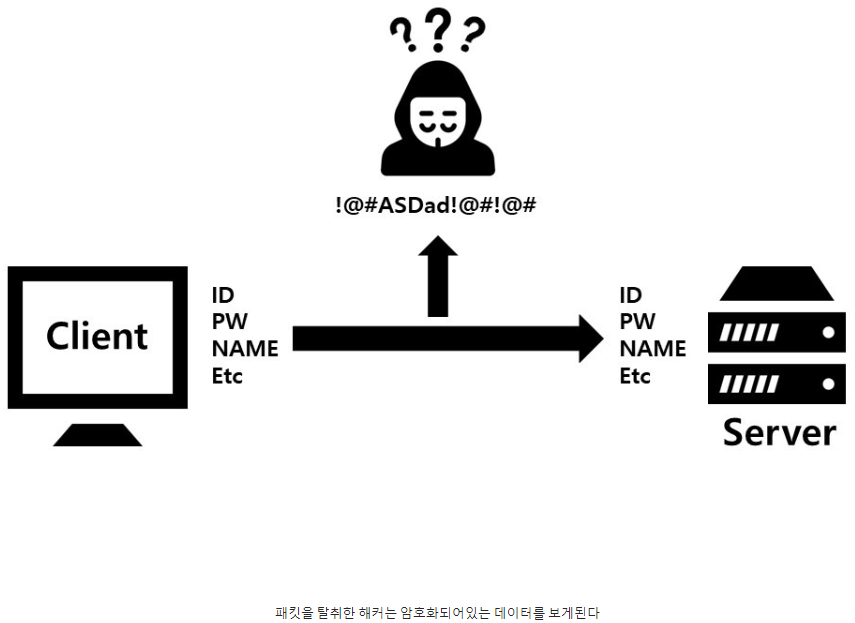 ???
!@#ASDad!@#!@#
Client
ID
PW
NAME
Etc
ID
PW
NAME
Etc
Server
패킷을 탈취한 해커는 암호화되어있는 데이터를 보게된다